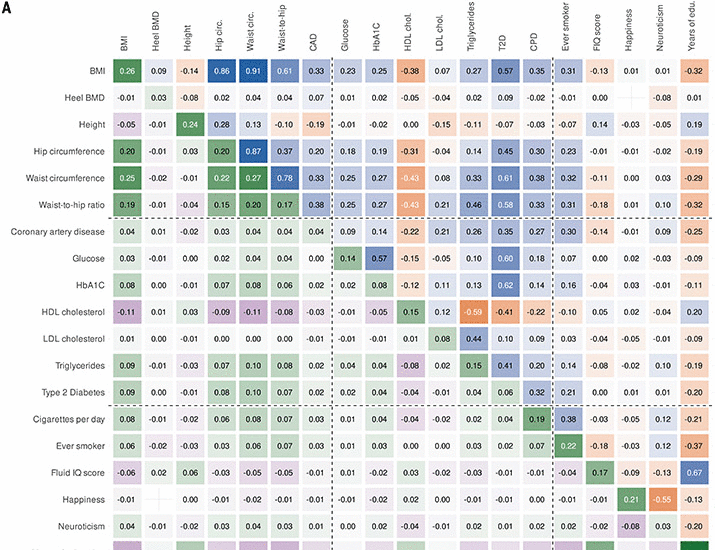 A
BMI Heel BMD Height Hip circ. Waist circ. Waist-to-hip CAD Glucose HbA1C HDL chol. LDL chol. Triglycerides T2D CPD Ever smoker FIQ score Happiness Neuroticism Years of edu.
BMI 0.26 0.09 -0.14 0.86 0.91 0.61 0.33 0.23 0.25 -0.38 0.07 0.27 0.57 0.35 0.31 -0.13 0.01 0.01 -0.32
Heel BMD -0.01 0.03 -0.08 0.02 0.04 0.04 0.07 0.01 0.02 -0.05 -0.04 0.02 0.09 -0.02 -0.01 0.00 -0.08 0.01
Height -0.05 -0.01 0.24 0.28 0.13 -0.10 -0.19 -0.01 -0.02 0.00 -0.15 -0.11 -0.07 -0.03 -0.07 0.14 -0.03 -0.05 0.19
Hip circumference 0.20 -0.01 0.03 0.20 0.87 0.37 0.20 0.18 0.19 -0.31 -0.04 0.14 0.45 0.30 0.23 -0.01 -0.01 -0.02 -0.19
Waist circumference 0.25 -0.02 -0.01 0.22 0.27 0.78 0.33 0.25 0.27 -0.43 0.08 0.33 0.61 0.38 0.32 -0.11 0.00 0.03 -0.29
Waist-to-hip ratio 0.19 -0.01 -0.04 0.15 0.20 0.17 0.38 0.25 0.27 -0.43 0.21 0.46 0.58 0.33 0.31 -0.18 0.01 0.10 -0.32
Coronary artery disease 0.04 0.01 -0.02 0.03 0.04 0.04 0.04 0.09 0.14 -0.22 0.21 0.26 0.35 0.27 0.30 -0.14 -0.01 0.09 -0.25
Glucose 0.03 -0.01 0.00 0.02 0.04 0.04 0.02 0.14 0.57 -0.15 -0.05 0.10 0.60 0.18 0.07 0.00 0.02 -0.02 -0.09
HbA1C 0.08 0.00 -0.01 0.07 0.08 0.06 0.02 0.02 0.08 -0.12 0.11 0.13 0.62 0.14 0.16 -0.04 0.01 -0.04 -0.11
HDL cholesterol -0.11 0.01 0.03 -0.09 -0.11 -0.08 -0.03 -0.01 -0.05 0.15 0.12 -0.59 -0.41 -0.22 -0.10 0.05 0.02 -0.04 0.20
LDL cholesterol 0.01 0.00 -0.01 0.00 0.00 0.01 -0.01 -0.01 0.01 0.01 0.08 0.44 0.10 0.09 0.03 -0.04 -0.05 -0.01 -0.09
Triglycerides 0.09 -0.01 -0.03 0.07 0.10 0.08 0.02 0.04 0.04 -0.08 0.02 0.15 0.41 0.20 0.14 -0.08 -0.02 0.02 -0.19
Type 2 Diabetes 0.09 0.00 -0.01 0.08 0.10 0.07 0.02 0.02 0.04 -0.04 -0.02 0.06 0.06 0.32 0.21 0.00 0.01 -0.02 -0.20
Cigarettes per day 0.08 -0.01 -0.02 0.06 0.08 0.07 0.03 0.01 0.04 -0.04 -0.02 0.04 0.04 0.19 0.38 -0.03 -0.05 0.12 -0.21
Ever smoker 0.06 -0.02 -0.03 0.03 0.06 0.07 0.03 0.01 0.03 0.00 0.00 0.03 0.02 0.07 0.22 -0.18 -0.03 0.12 -0.37
Fluid IQ score -0.06 0.02 0.06 -0.03 -0.05 -0.05 -0.01 -0.01 -0.02 0.03 -0.01 -0.02 -0.02 -0.01 -0.04 0.17 -0.09 -0.13 0.67
Happiness -0.01 0.00 -0.01 -0.02 -0.02 -0.01 0.00 -0.01 0.01 -0.01 0.00 -0.01 -0.02 -0.01 -0.01 0.21 -0.55 -0.13
Neuroticism 0.04 -0.01 -0.02 0.03 0.04 0.03 0.01 0.00 0.02 -0.04 -0.01 0.04 0.01 0.02 0.01 -0.02 -0.08 0.03 -0.20